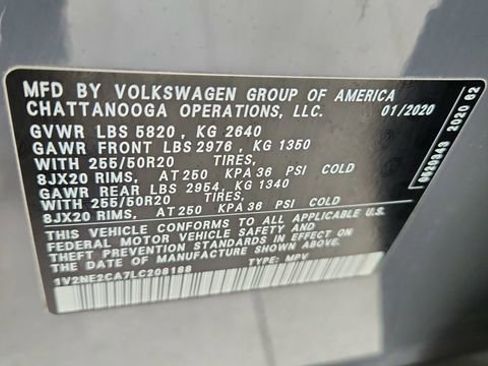 MFD BY VOLKSWAGEN GROUP OF AMERICA
CHATTANOOGA OPERATIONS, LLC. 01/2020
GVWR LBS 5820 , KG 2640
GAWR FRONT LBS 2976 , KG 1350
WITH 255/50R20 TIRES,
8JX20 RIMS, AT 250 KPA 36 PSI COLD
GAWR REAR LBS 2954, KG 1340
WITH 255/50R20 TIRES,
8JX20 RIMS, AT 250 KPA 36 PSI COLD
THIS VEHICLE CONFORMS TO ALL APPLICABLE U.S.
FEDERAL MOTOR VEHICLE SAFETY AND
THEFT PREVENTION STANDARDS IN EFFECT ON THE
DATE OF MANUFACTURE SHOWN ABOVE.
1V2NE2CA7LC208188 TYPE: MPV
2020 02